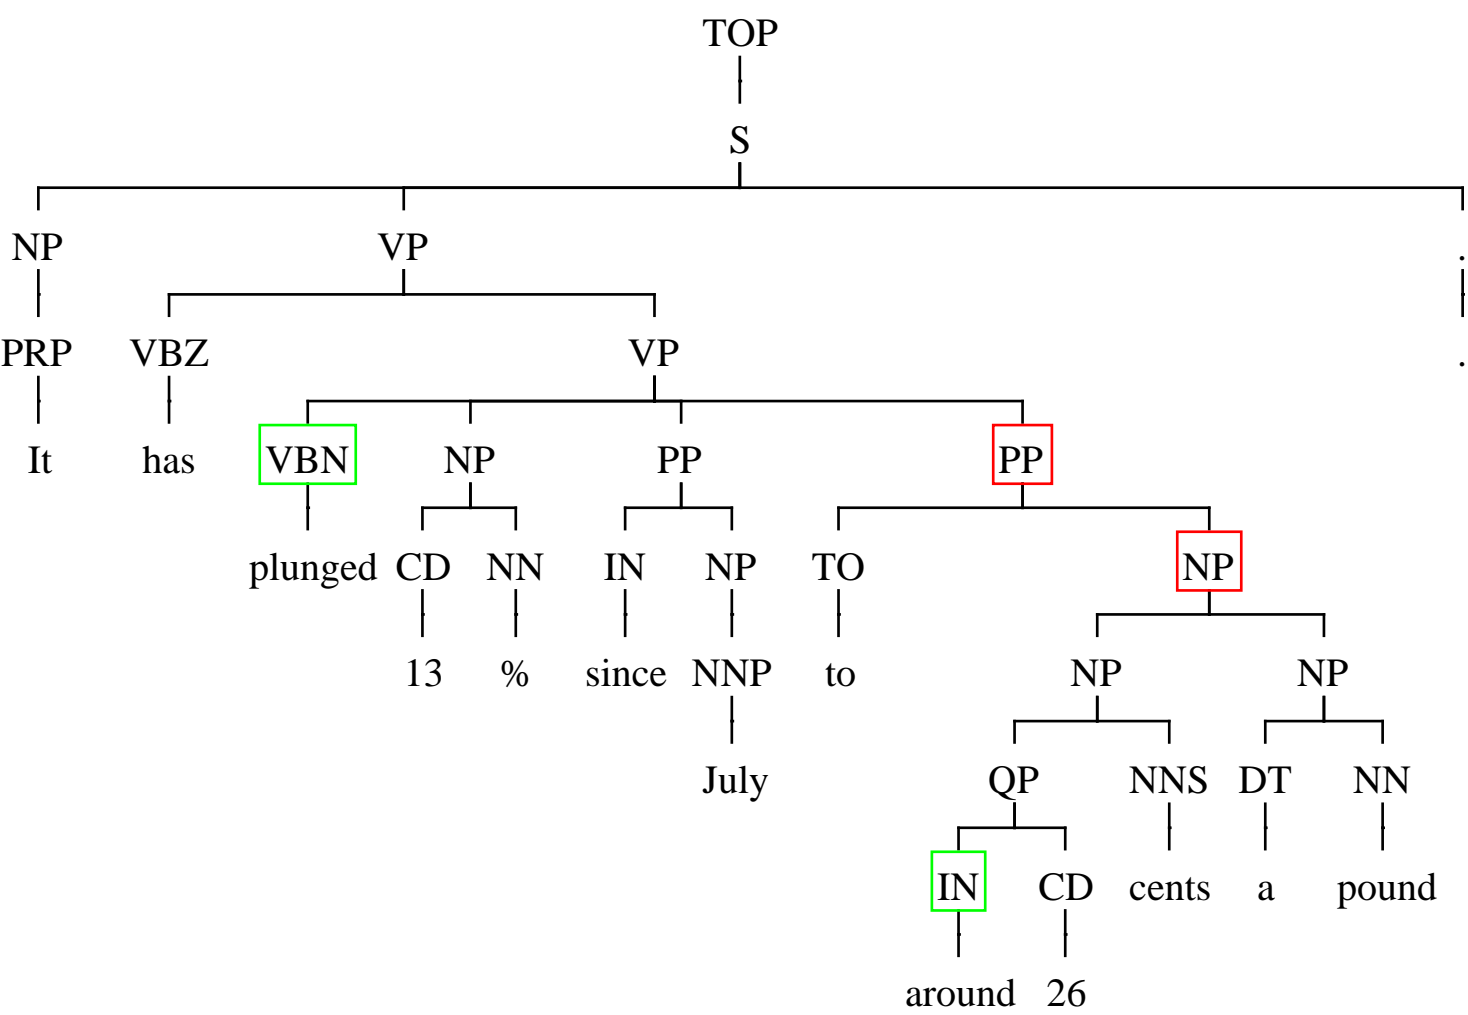 TOP
S
NP VP .
PRP VBZ VP .
It has VBN NP PP PP
plunged CD NN IN NP TO NP
13 % since NNP to NP NP
July QP NNS DT NN
IN CD cents a pound
around 26